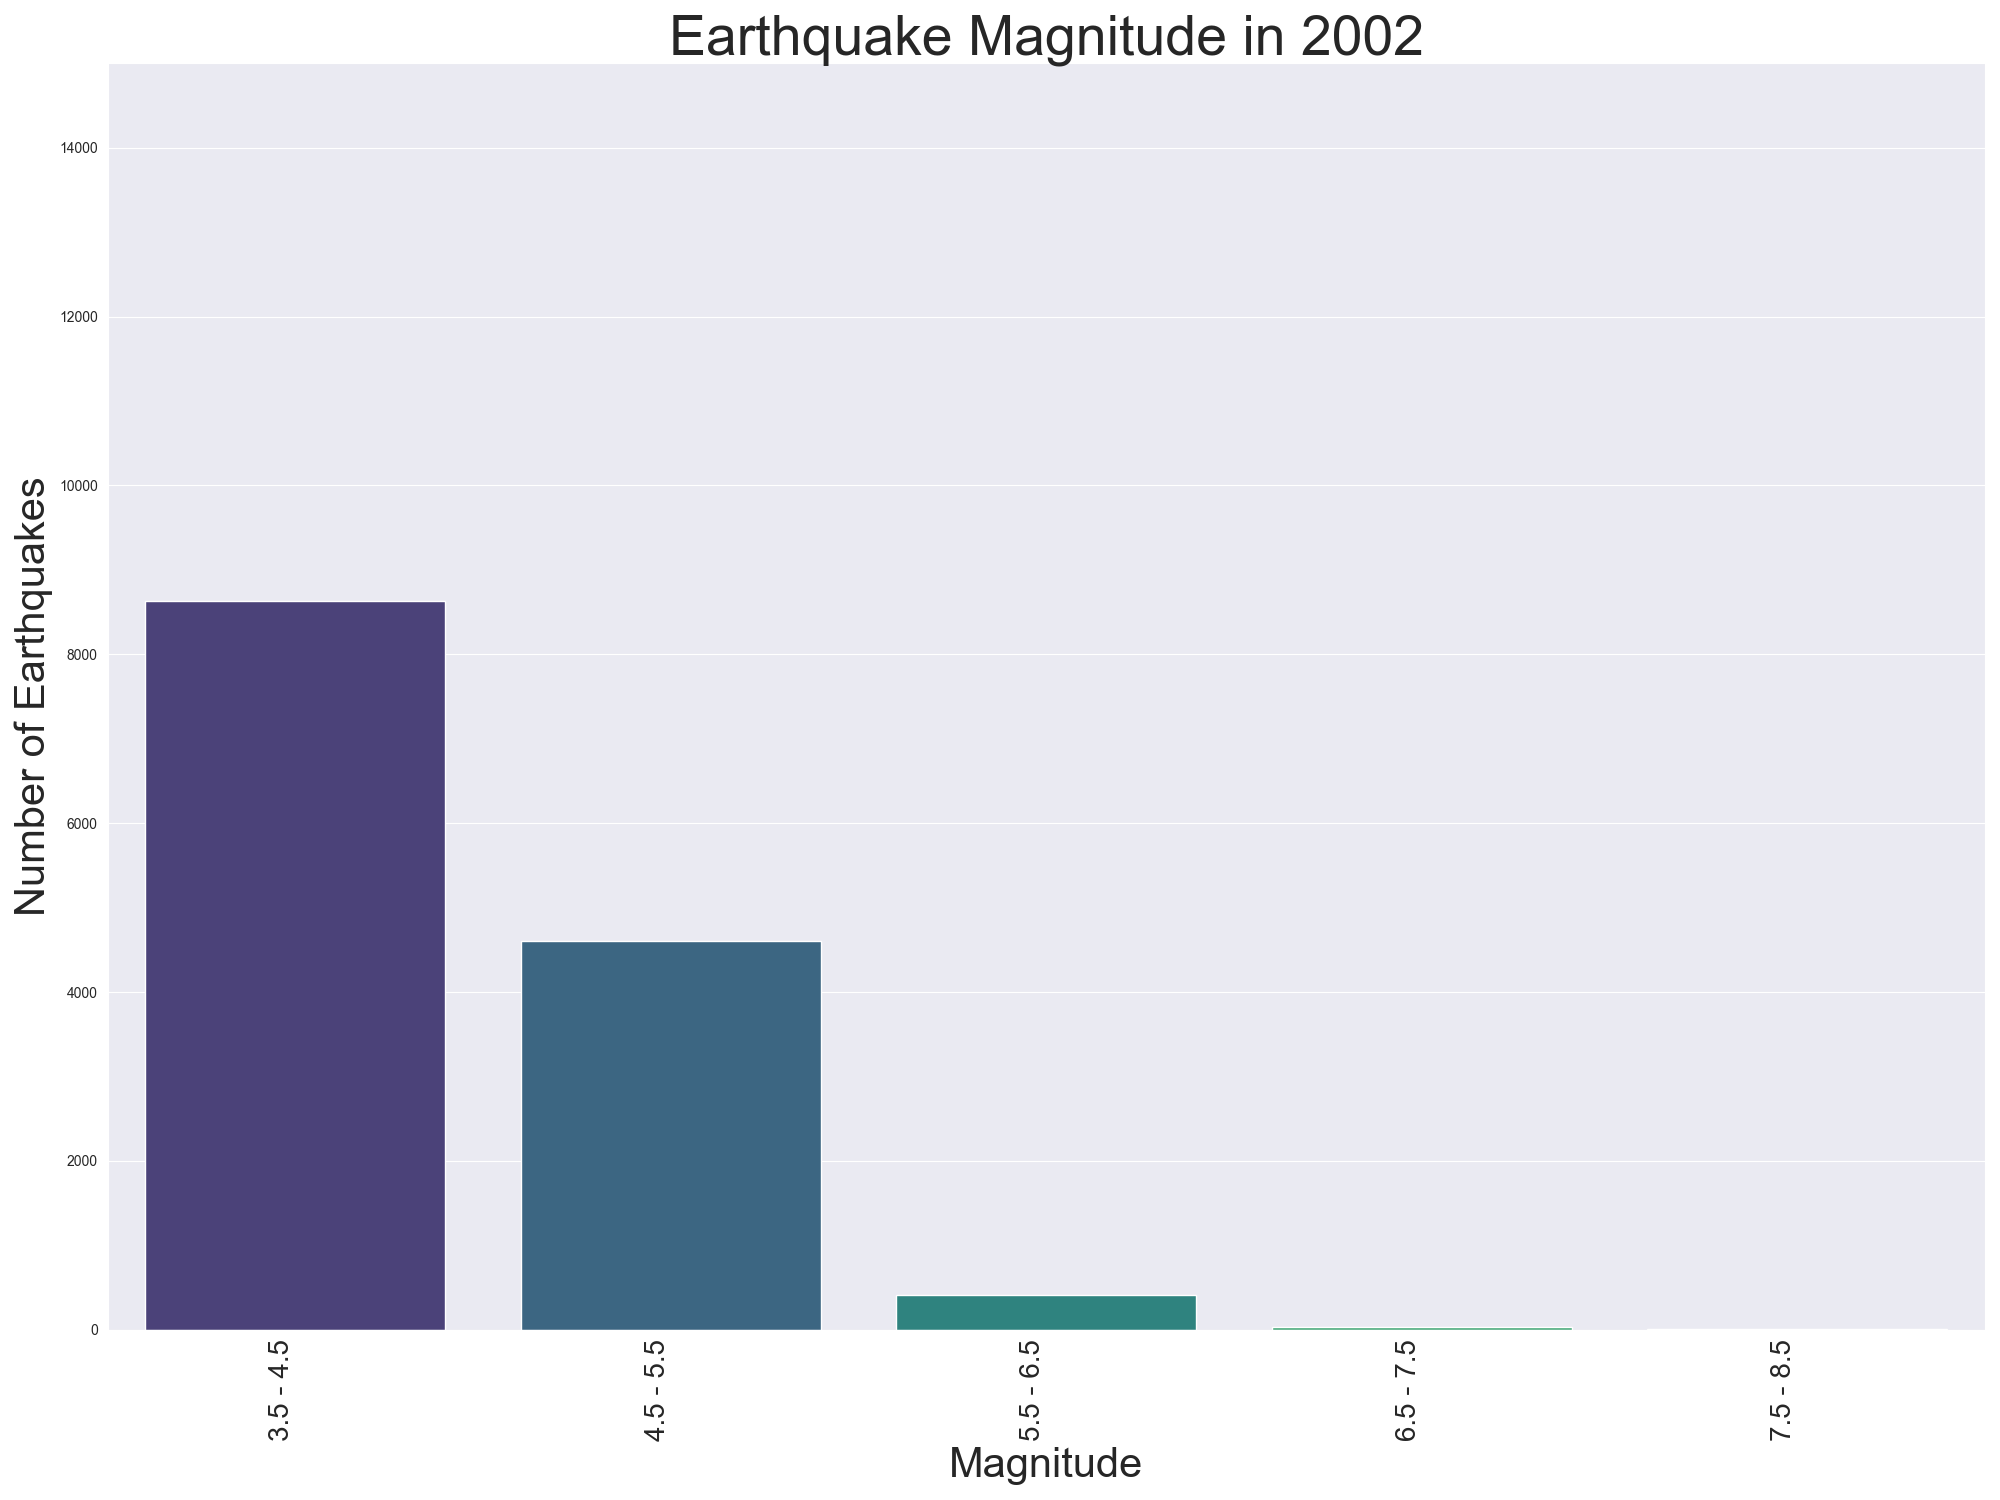 Earthquake Magnitude in 2002
Number of Earthquakes
14000
12000
10000
8000
6000
4000
2000
0
3.5 - 4.5
4.5 - 5.5
5.5 - 6.5
6.5 - 7.5
7.5 - 8.5
Magnitude